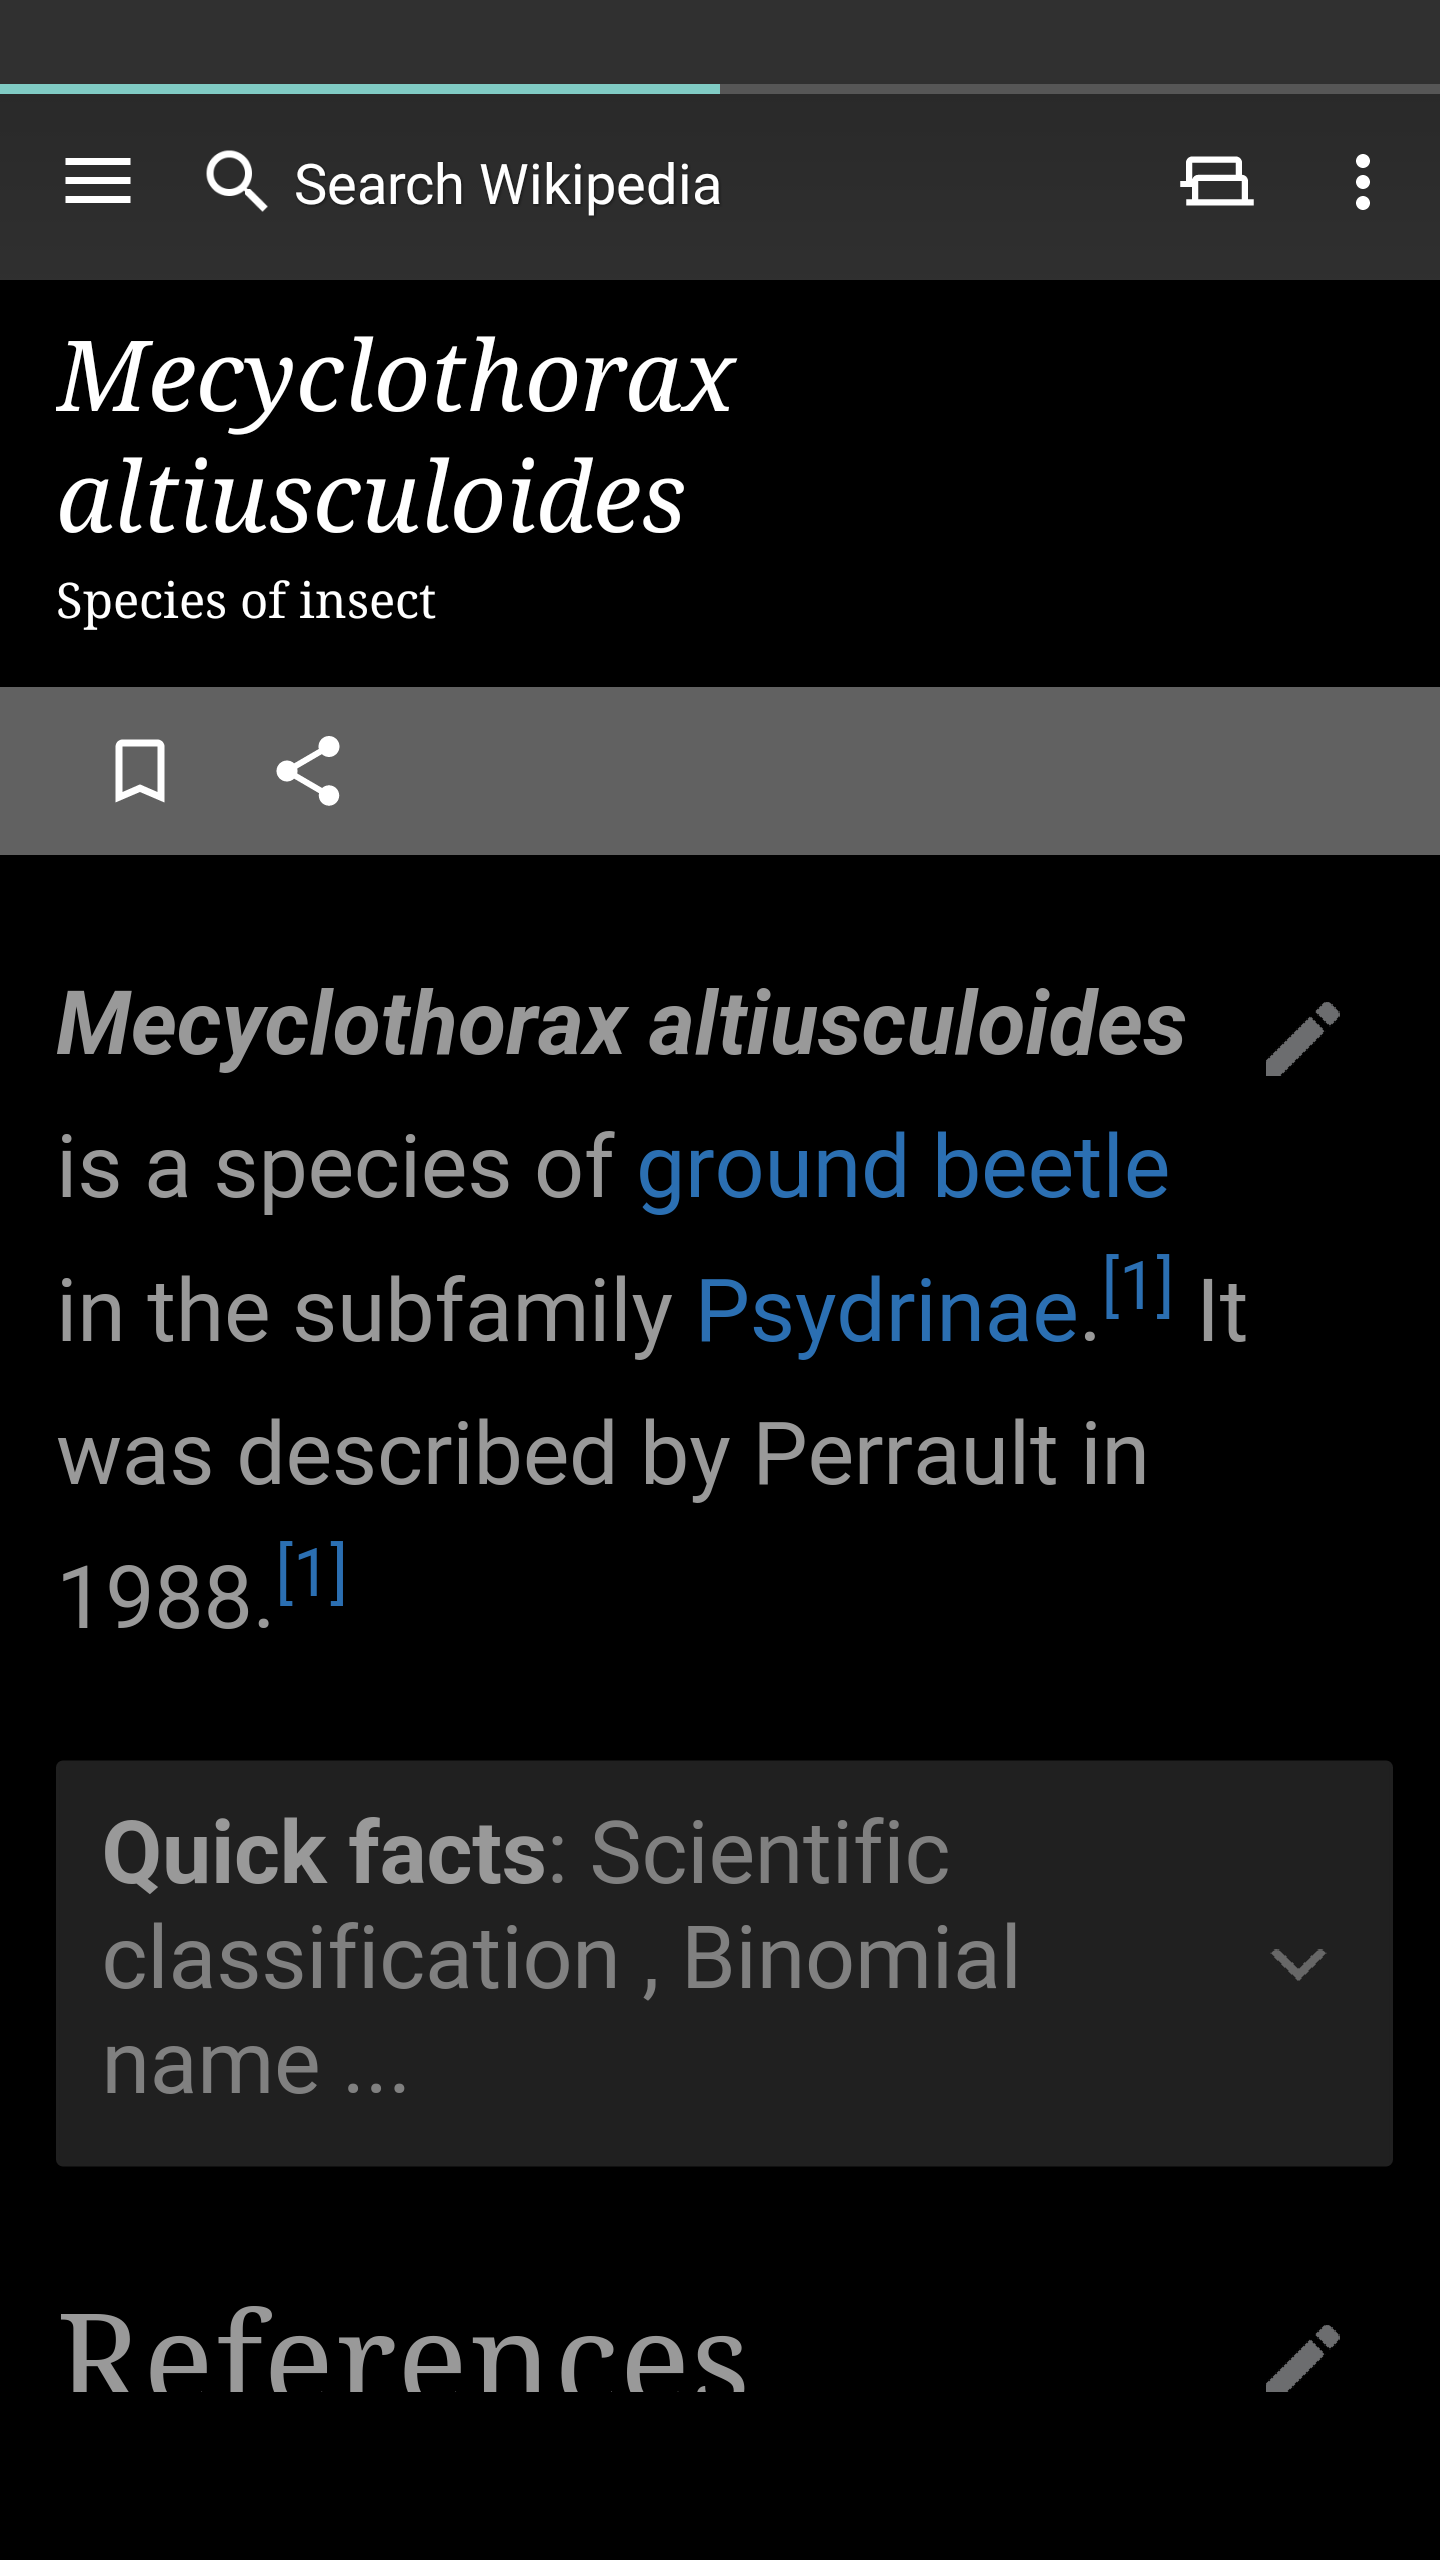 Search Wikipedia
Mecyclothorax
altiusculoides
Species of insect
Mecyclothorax altiusculoides
is a species of ground beetle
in the subfamily Psydrinae.[1] It
was described by Perrault in
1988.[1]
Quick facts: Scientific
classification , Binomial
name ...
References